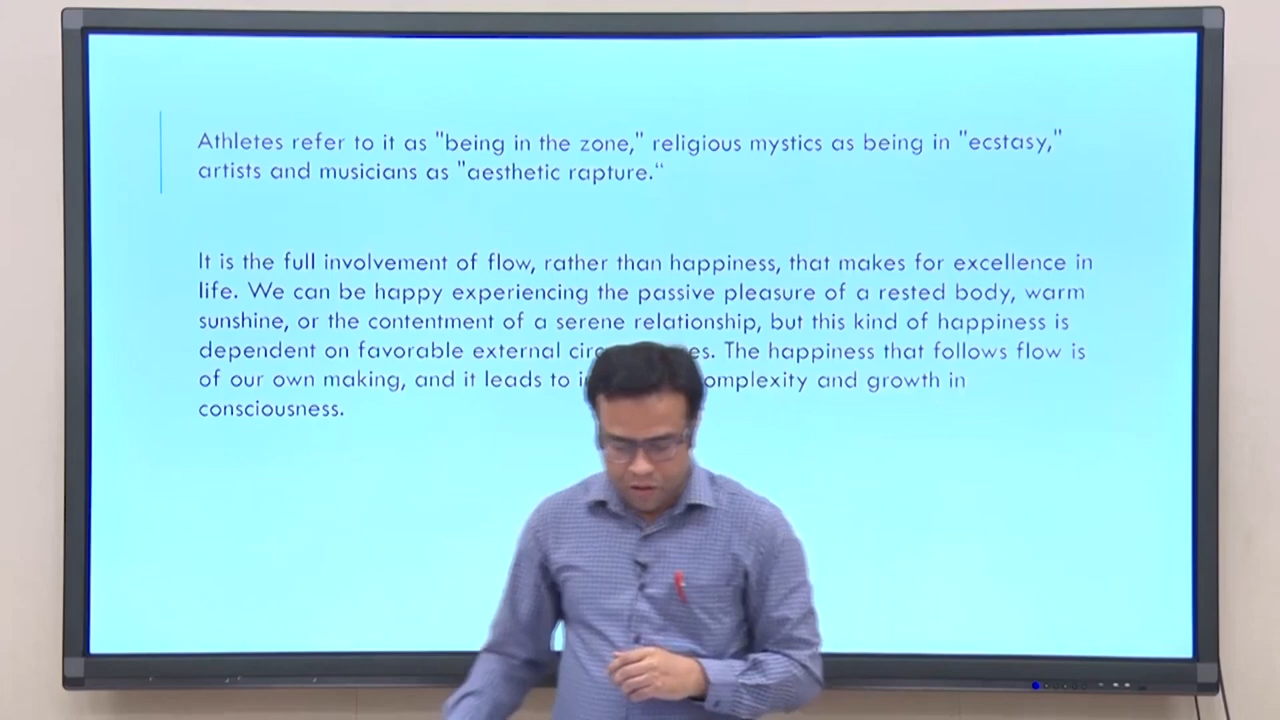 Athletes refer to it as "being in the zone," religious mystics as being in "ecstasy,"
artists and musicians as "aesthetic rapture.“
It is the full involvement of flow, rather than happiness, that makes for excellence in
life. We can be happy experiencing the passive pleasure of a rested body, warm
sunshine, or the contentment of a serene relationship, but this kind of happiness is
dependent on favorable external The happiness that follows flow is
of our own making, and it leads to complexity and growth in
consciousness.